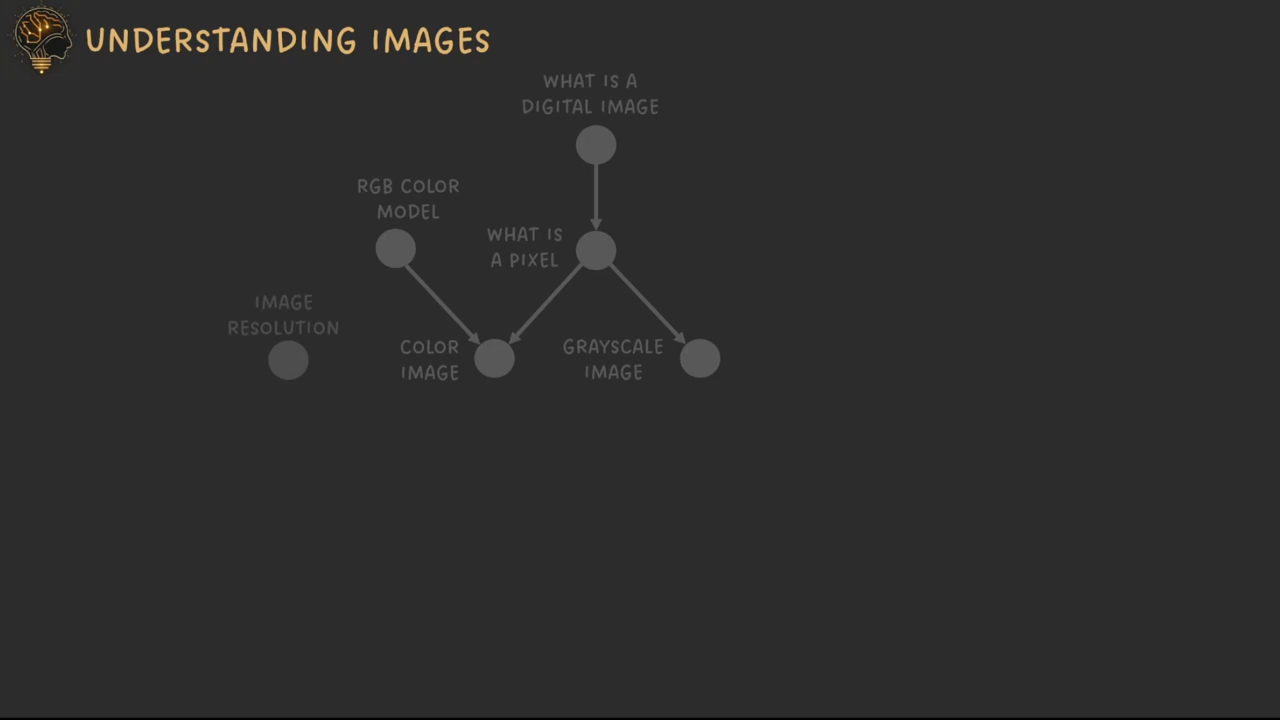 UNDERSTANDING IMAGES
WHAT IS A
DIGITAL IMAGE
RGB COLOR
MODEL
WHAT IS
A PIXEL
IMAGE
RESOLUTION
COLOR
IMAGE
GRAYSCALE
IMAGE